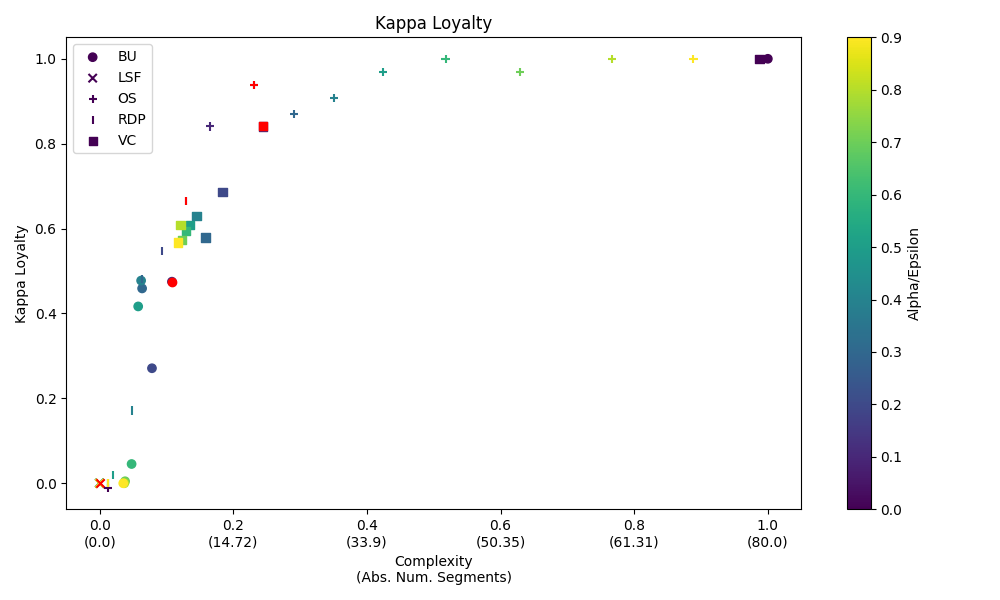 Kappa Loyalty
BU
LSF
OS
RDP
VC
Kappa Loyalty
1.0
0.8
0.6
0.4
0.2
0.0
0.0 0.2 0.4 0.6 0.8 1.0
(0.0) (14.72) (33.9) (50.35) (61.31) (80.0)
Complexity
(Abs. Num. Segments)
0.9
0.8
0.7
0.6
0.5
0.4
0.3
0.2
0.1
0.0
Alpha/Epsilon